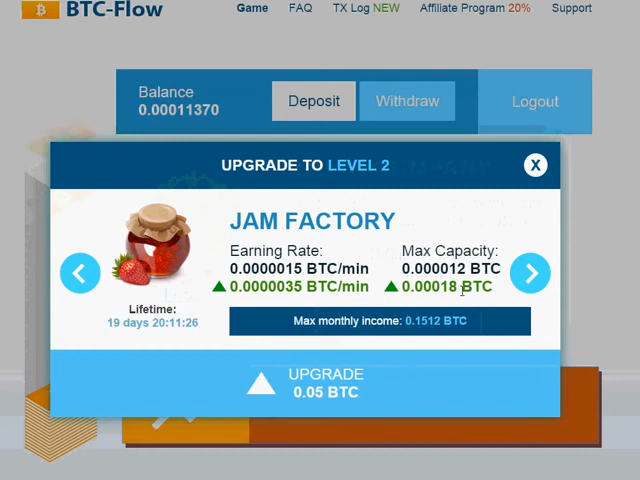 BTC-Flow
Game FAQ TX Log NEW Affiliate Program 20% Support
Balance
0.00011370
Deposit
Withdraw
Logout
UPGRADE TO LEVEL 2
X
JAM FACTORY
Earning Rate:
0.0000015 BTC/min
0.0000035 BTC/min
Max Capacity:
0.000012 BTC
0.00018 BTC
Lifetime:
19 days 20:11:26
Max monthly income: 0.1512 BTC
UPGRADE
0.05 BTC